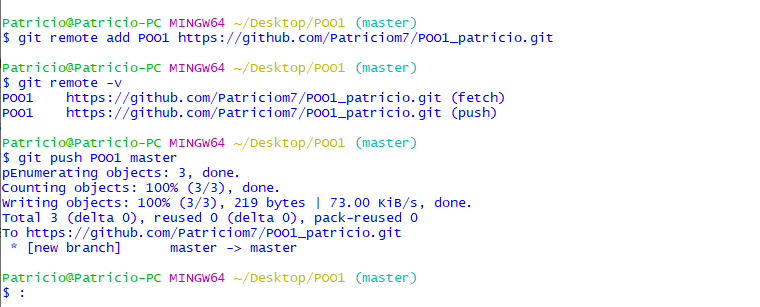 Patricio@Patricio-PC MINGW64 ~/Desktop/POO1 (master)
$ git remote add POO1 https://github.com/Patriciom7/POO1_patricio.git
Patricio@Patricio-PC MINGW64 ~/Desktop/POO1 (master)
$ git remote -v
POO1    https://github.com/Patriciom7/POO1_patricio.git (fetch)
POO1    https://github.com/Patriciom7/POO1_patricio.git (push)
Patricio@Patricio-PC MINGW64 ~/Desktop/POO1 (master)
$ git push POO1 master
pEnumerating objects: 3, done.
Counting objects: 100% (3/3), done.
Writing objects: 100% (3/3), 219 bytes | 73.00 KiB/s, done.
Total 3 (delta 0), reused 0 (delta 0), pack-reused 0
To https://github.com/Patriciom7/POO1_patricio.git
 * [new branch]      master -> master
Patricio@Patricio-PC MINGW64 ~/Desktop/POO1 (master)
$ :